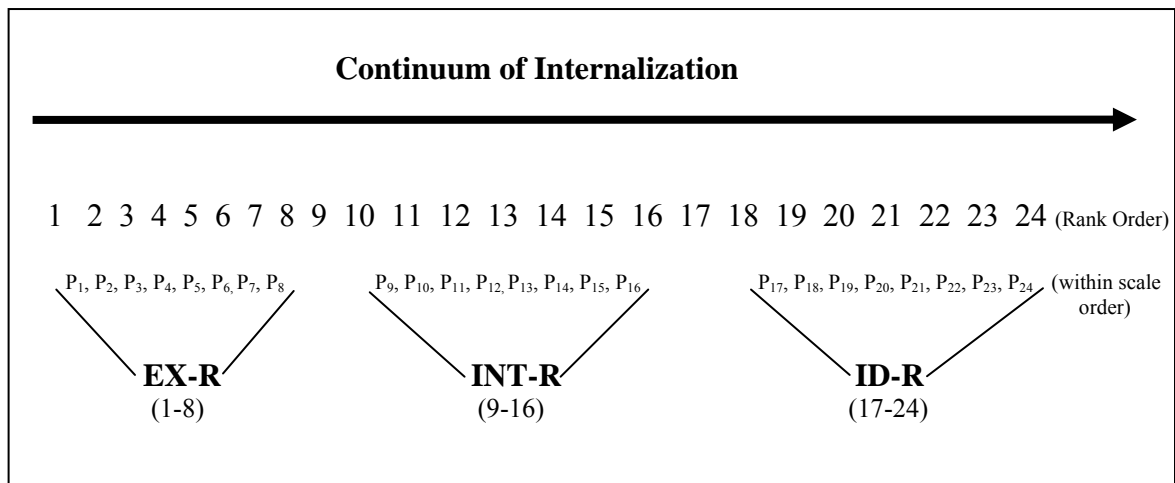 Continuum of Internalization
1 2 3 4 5 6 7 8 9 10 11 12 13 14 15 16 17 18 19 20 21 22 23 24 (Rank Order)
P₁, P₂, P₃, P₄, P₅, P₆, P₇, P₈ P₉, P₁₀, P₁₁, P₁₂, P₁₃, P₁₄, P₁₅, P₁₆ P₁₇, P₁₈, P₁₉, P₂₀, P₂₁, P₂₂, P₂₃, P₂₄ (within scale
order)
EX-R INT-R ID-R
(1-8) (9-16) (17-24)